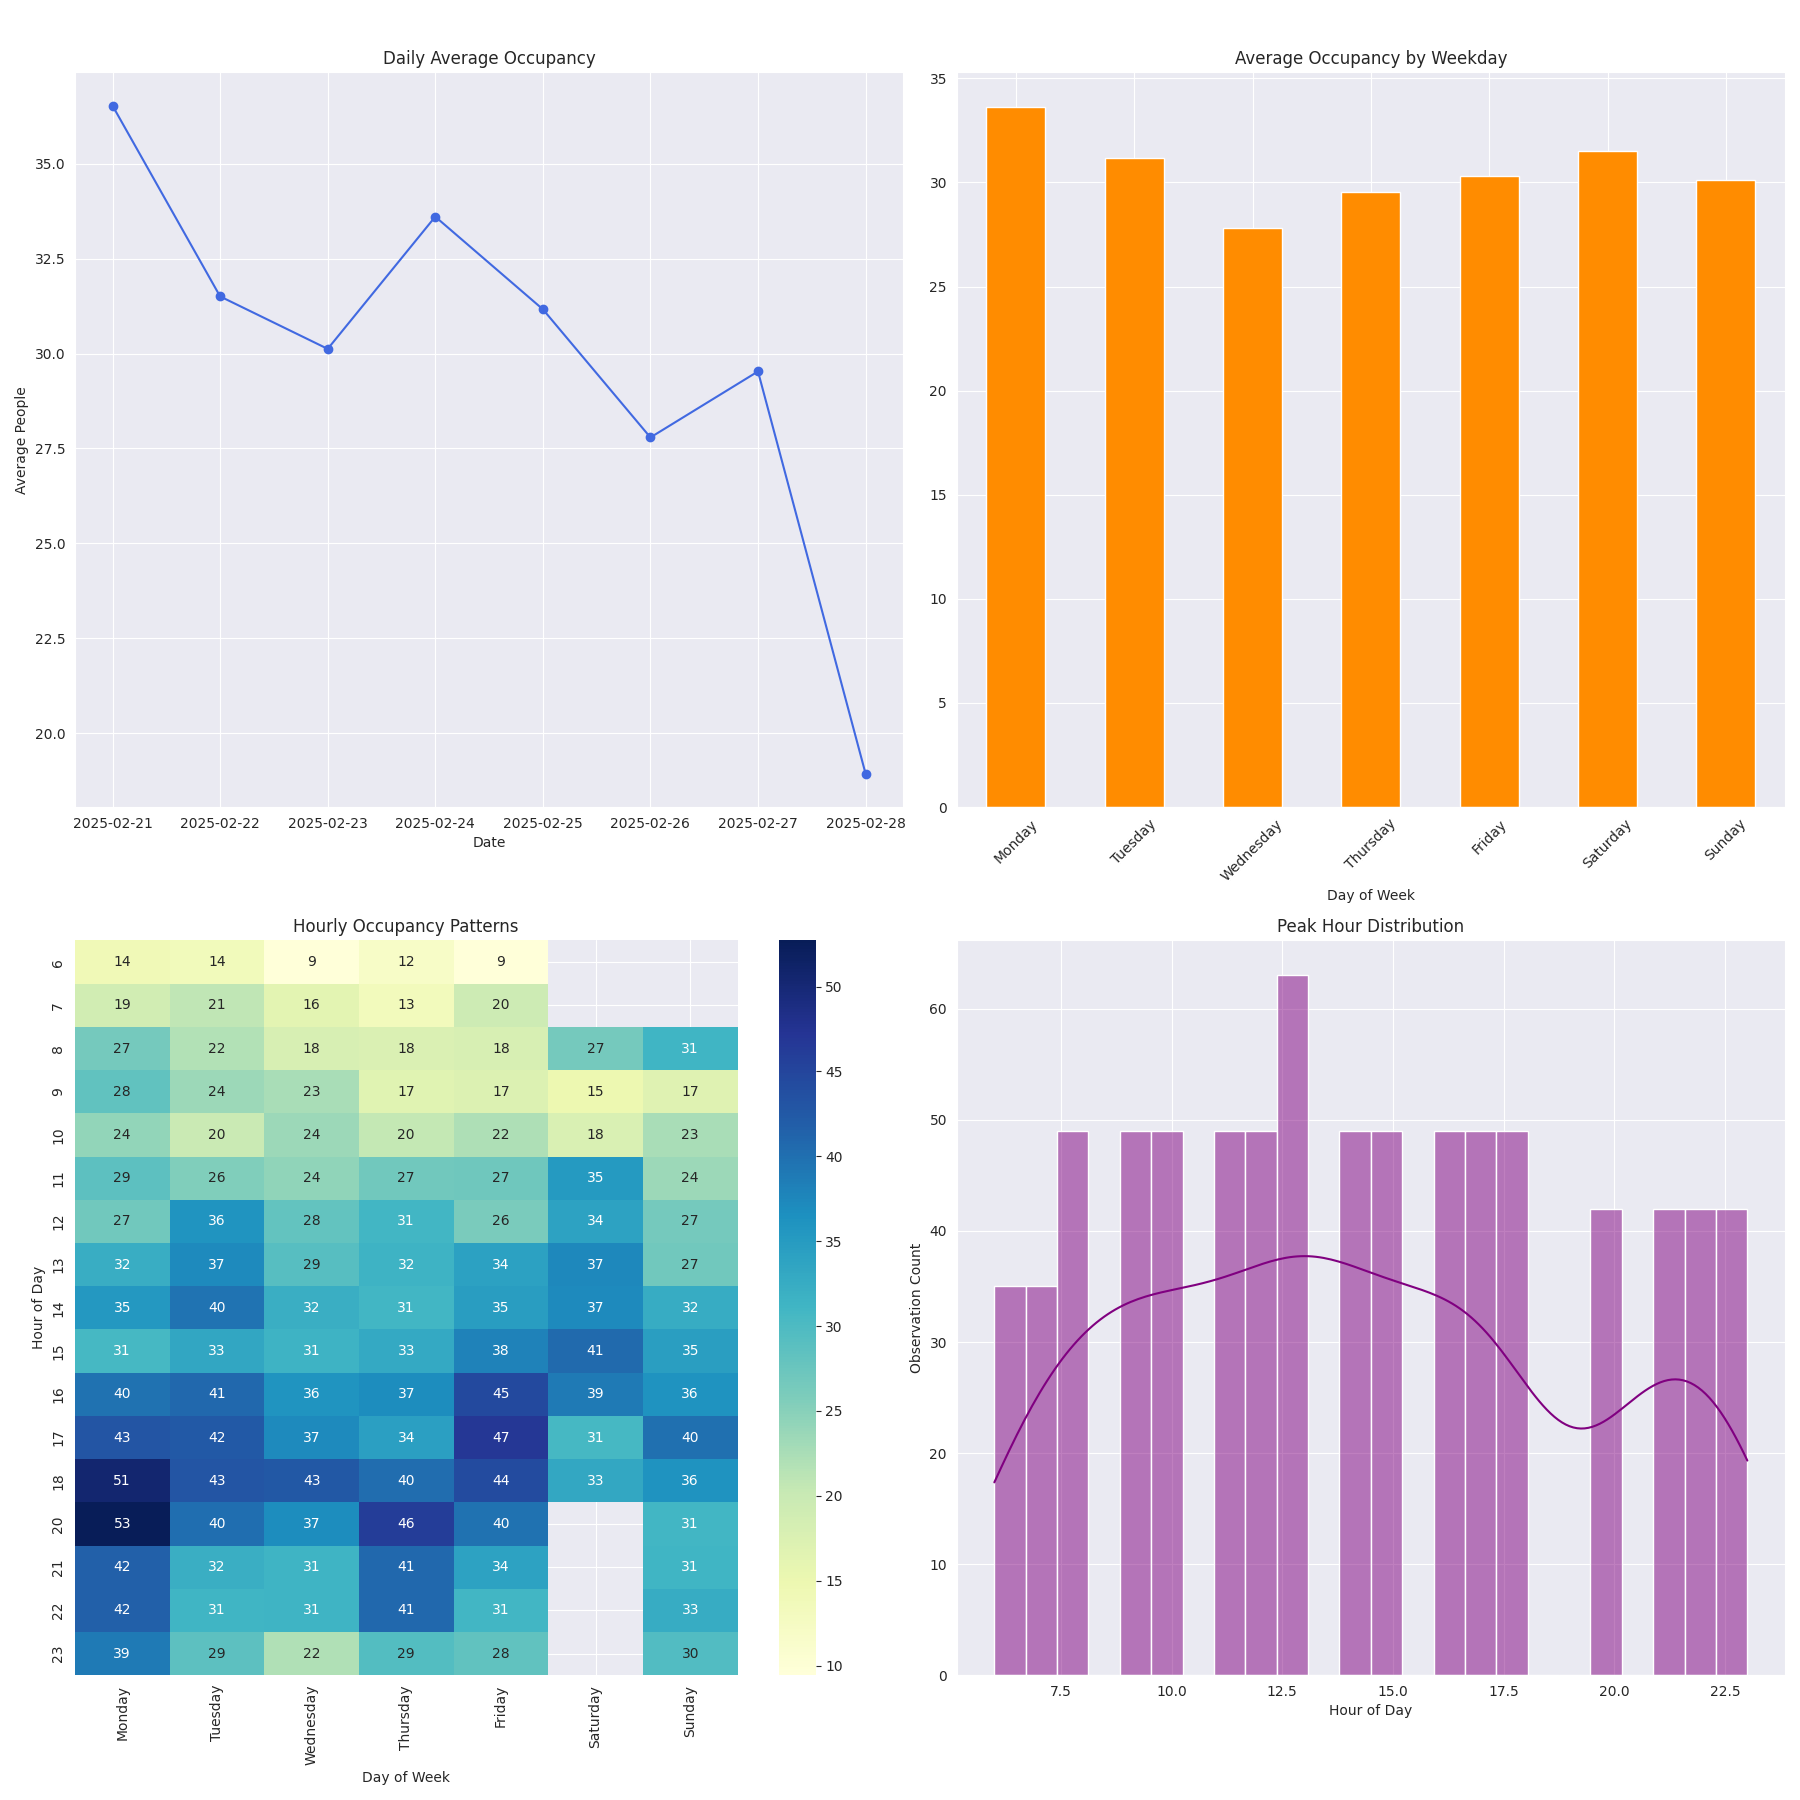 Daily Average Occupancy
35.0
32.5
30.0
27.5
25.0
22.5
20.0
Average People
2025-02-21 2025-02-22 2025-02-23 2025-02-24 2025-02-25 2025-02-26 2025-02-27 2025-02-28
Date
Average Occupancy by Weekday
35
30
25
20
15
10
5
0
Monday Tuesday Wednesday Thursday Friday Saturday Sunday
Day of Week
Hourly Occupancy Patterns
Hour of Day
6 14 14 9 12 9
7 19 21 16 13 20
8 27 22 18 18 18 27 31
9 28 24 23 17 17 15 17
10 24 20 24 20 22 18 23
11 29 26 24 27 27 35 24
12 27 36 28 31 26 34 27
13 32 37 29 32 34 37 27
14 35 40 32 31 35 37 32
15 31 33 31 33 38 41 35
16 40 41 36 37 45 39 36
17 43 42 37 34 47 31 40
18 51 43 43 40 44 33 36
20 53 40 37 46 40 31
21 42 32 31 41 34 31
22 42 31 31 41 31 33
23 39 29 22 29 28 30
Monday Tuesday Wednesday Thursday Friday Saturday Sunday
Day of Week
50
45
40
35
30
25
20
15
10
Peak Hour Distribution
60
50
40
30
20
10
0
Observation Count
7.5 10.0 12.5 15.0 17.5 20.0 22.5
Hour of Day